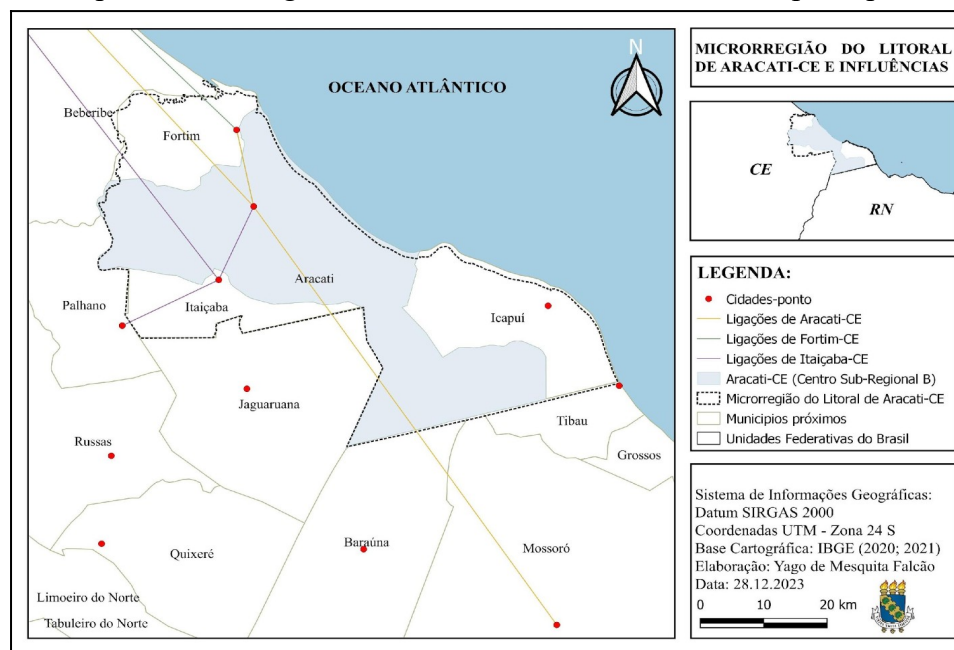 OCEANO ATLÂNTICO
N
Beberibe
Fortim
Aracati
Palhano
Itaiçaba
Icapuí
Jaguaruana
Tibau
Russas
Grossos
Quixeré
Baraúna
Mossoró
Limoeiro do Norte
Tabuleiro do Norte
MICRORREGIÃO DO LITORAL
DE ARACATI-CE E INFLUÊNCIAS
CE
RN
LEGENDA:
Cidades-ponto
Ligações de Aracati-CE
Ligações de Fortim-CE
Ligações de Itaiçaba-CE
Aracati-CE (Centro Sub-Regional B)
Microrregião do Litoral de Aracati-CE
Municipios próximos
Unidades Federativas do Brasil
Sistema de Informações Geográficas:
Datum SIRGAS 2000
Coordenadas UTM - Zona 24 S
Base Cartográfica: IBGE (2020; 2021)
Elaboração: Yago de Mesquita Falcão
Data: 28.12.2023
0 10 20 km